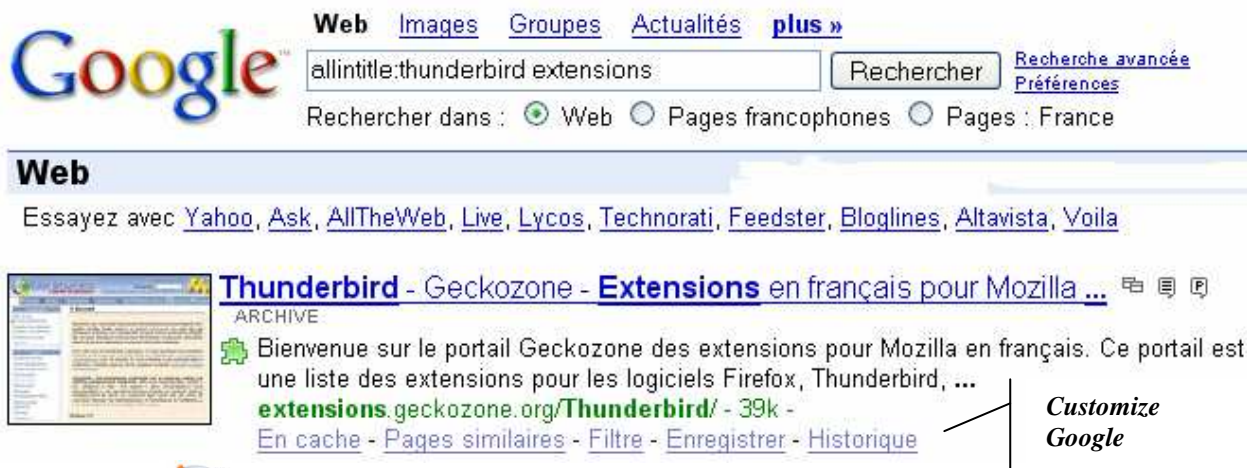 Google™
Web Images Groupes Actualités plus »
allintitle:thunderbird extensions Rechercher Recherche avancée
Préférences
Rechercher dans : Web Pages francophones Pages : France
Web
Essayez avec Yahoo, Ask, AllTheWeb, Live, Lycos, Technorati, Feedster, Bloglines, Altavista, Voila
Thunderbird - Geckozone - Extensions en français pour Mozilla ...
ARCHIVE
Bienvenue sur le portail Geckozone des extensions pour Mozilla en français. Ce portail est
une liste des extensions pour les logiciels Firefox, Thunderbird, ...
extensions.geckozone.org/Thunderbird/ - 39k -
En cache - Pages similaires - Filtre - Enregistrer - Historique
Customize
Google